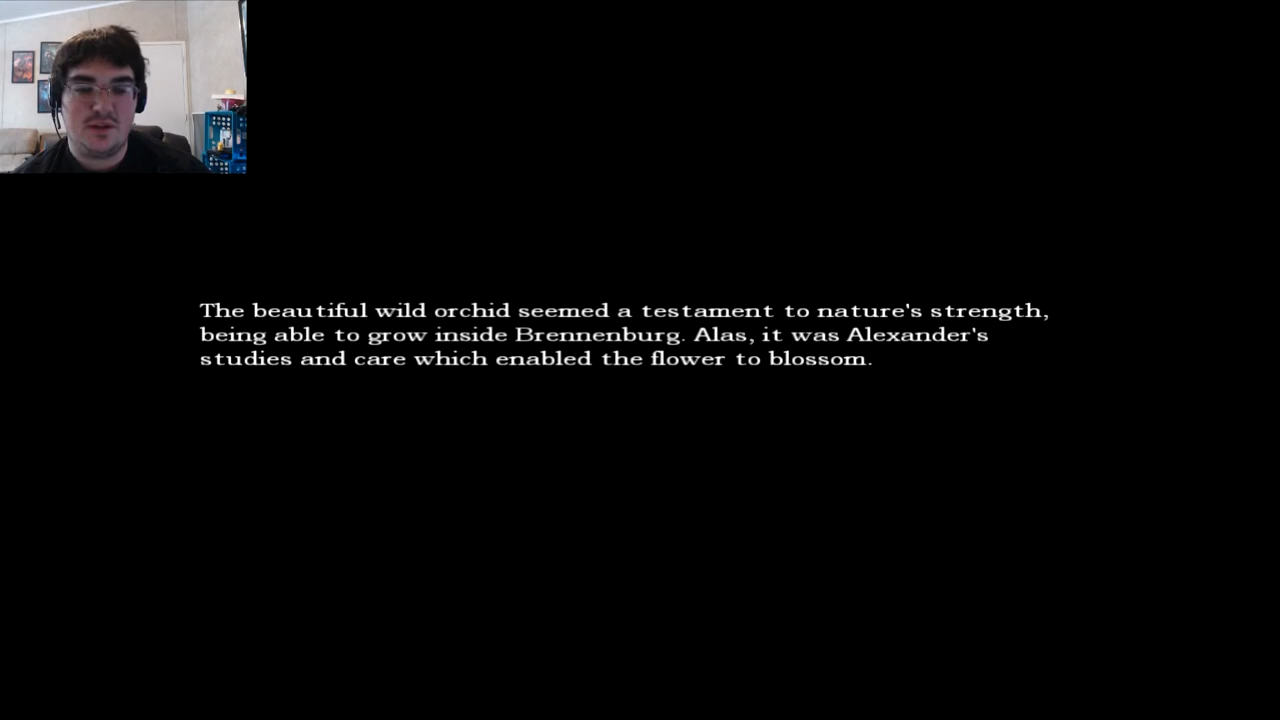 The beautiful wild orchid seemed a testament to nature's strength,
being able to grow inside Brennenburg. Alas, it was Alexander's
studies and care which enabled the flower to blossom.